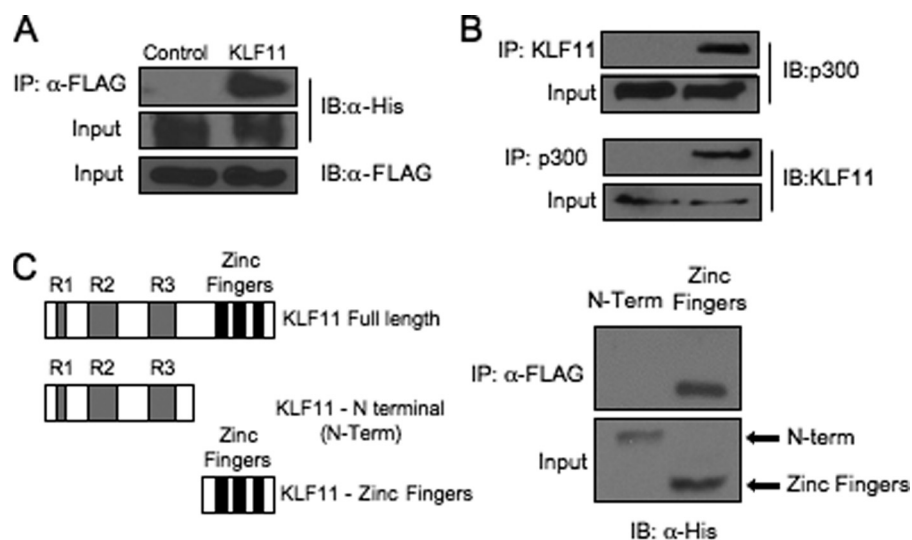 A
Control KLF11
IP: α-FLAG
IB:α-His
Input
Input
IB:α-FLAG
B
IP: KLF11
IB:p300
Input
IP: p300
IB:KLF11
Input
C
R1 R2 R3
Zinc
Fingers
KLF11 Full length
R1 R2 R3
KLF11 - N terminal
(N-Term)
Zinc
Fingers
KLF11 - Zinc Fingers
N-Term
Zinc
Fingers
IP: α-FLAG
Input
N-term
Zinc Fingers
IB: α-His